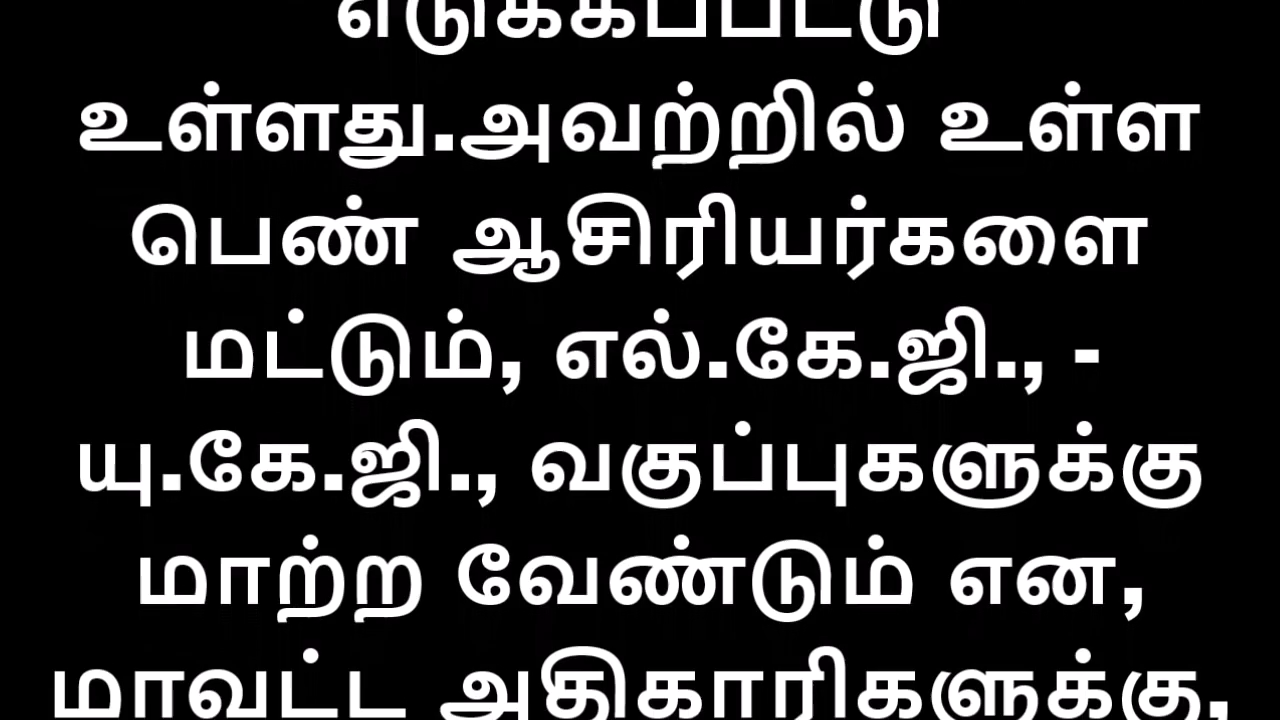 எடுக்கப்பட்டு
உள்ளது.அவற்றில் உள்ள
பெண் ஆசிரியர்களை
மட்டும், எல்.கே.ஜி., -
யு.கே.ஜி., வகுப்புகளுக்கு
மாற்ற வேண்டும் என,
மாவட்ட அதிகாரிகளுக்கு,